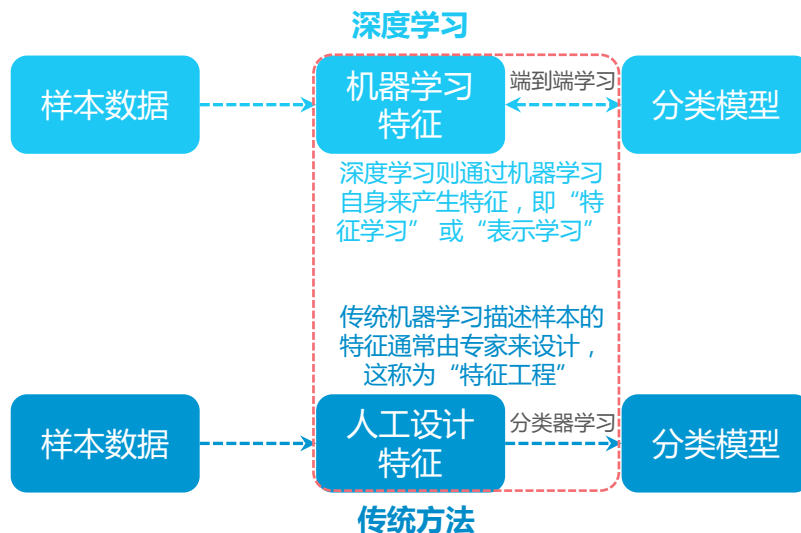 深度学习
样本数据
机器学习
特征
端到端学习
分类模型
深度学习则通过机器学习
自身来产生特征，即“特
征学习” 或“表示学习”
传统机器学习描述样本的
特征通常由专家来设计，
这称为“特征工程”
样本数据
人工设计
特征
分类器学习
分类模型
传统方法